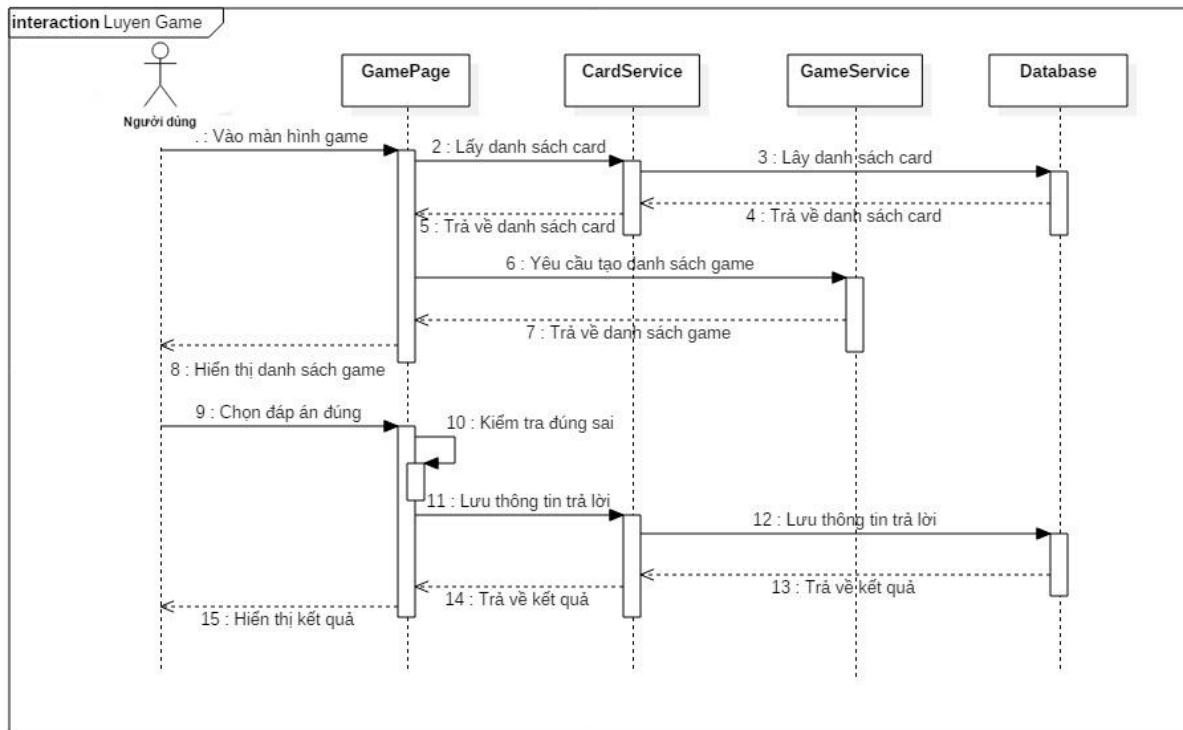 interaction Luyen Game
GamePage
CardService
GameService
Database
Người dùng
. : Vào màn hình game
2 : Lấy danh sách card
3 : Lây danh sách card
4 : Trả về danh sách card
5 : Trả về danh sách card
6 : Yêu cầu tạo danh sách game
7 : Trả về danh sách game
8 : Hiển thị danh sách game
9 : Chọn đáp án đúng
10 : Kiểm tra đúng sai
11 : Lưu thông tin trả lời
12 : Lưu thông tin trả lời
13 : Trả về kết quả
14 : Trả về kết quả
15 : Hiển thị kết quả